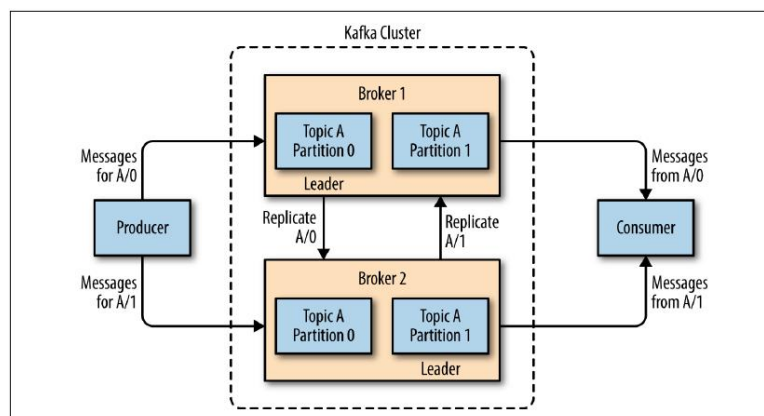 Kafka Cluster
Broker 1
Topic A
Partition 0
Topic A
Partition 1
Leader
Messages
for A/0
Messages
from A/0
Replicate
A/0
Replicate
A/1
Producer
Consumer
Broker 2
Messages
for A/1
Messages
from A/1
Topic A
Partition 0
Topic A
Partition 1
Leader